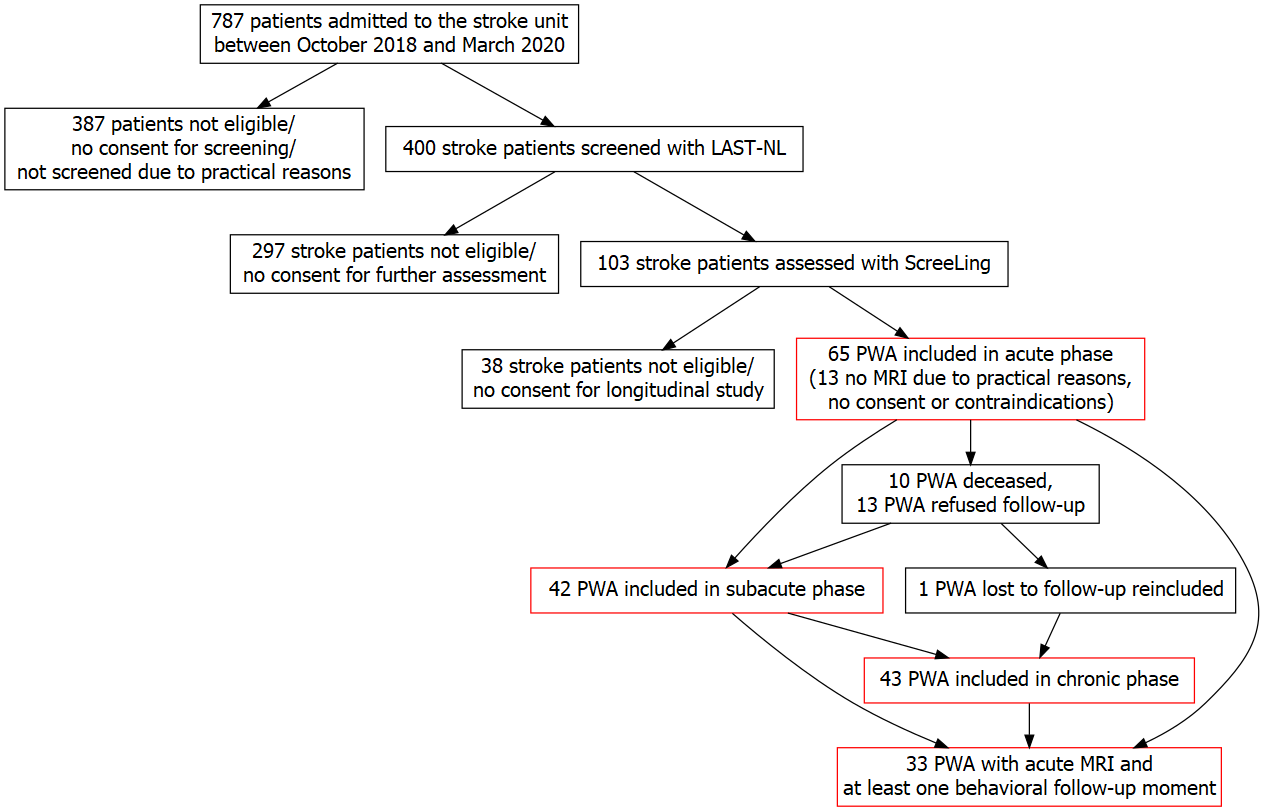 787 patients admitted to the stroke unit
between October 2018 and March 2020
387 patients not eligible/
no consent for screening/
not screened due to practical reasons
400 stroke patients screened with LAST-NL
297 stroke patients not eligible/
no consent for further assessment
103 stroke patients assessed with ScreeLing
38 stroke patients not eligible/
no consent for longitudinal study
65 PWA included in acute phase
(13 no MRI due to practical reasons,
no consent or contraindications)
10 PWA deceased,
13 PWA refused follow-up
42 PWA included in subacute phase
1 PWA lost to follow-up reincluded
43 PWA included in chronic phase
33 PWA with acute MRI and
at least one behavioral follow-up moment